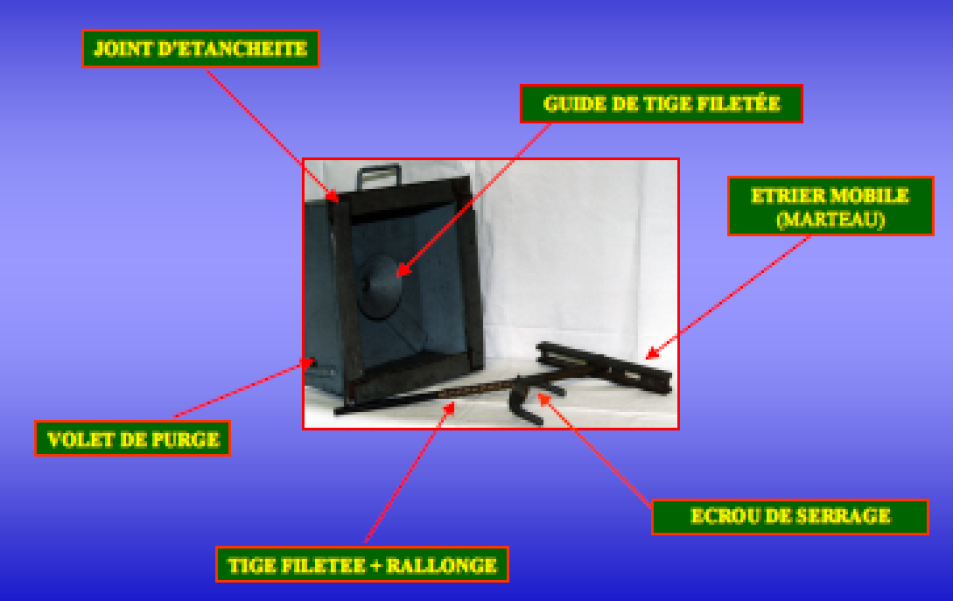 JOINT D'ETANCHEITE
GUIDE DE TIGE FILETÉE
ETRIER MOBILE
(MARTEAU)
VOLET DE PURGE
ECROU DE SERRAGE
TIGE FILETEE + RALLONGE